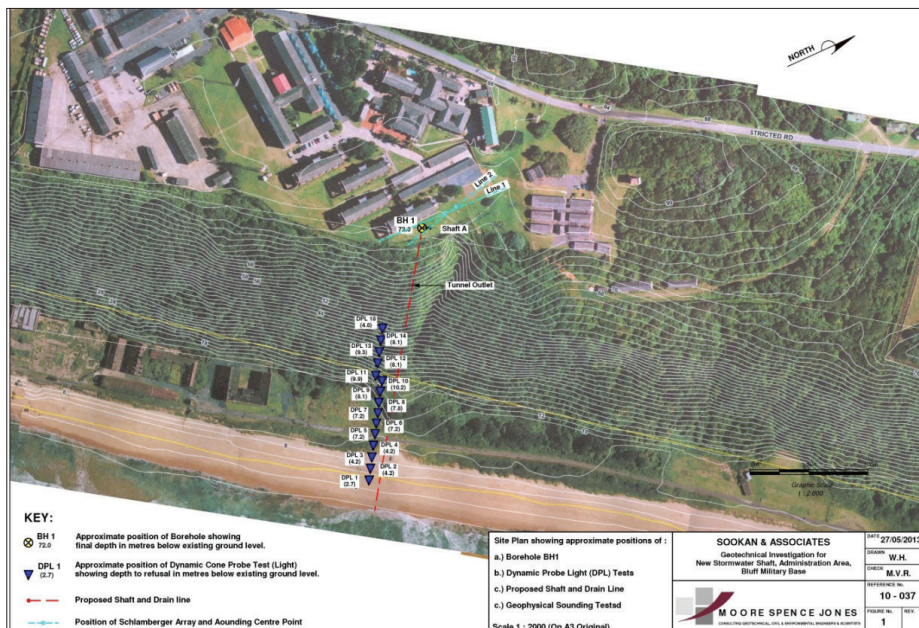 NORTH
STRICTED RD
Line 2
Line 1
BH 1
73.0
Shaft A
Tunnel Outlet
DPL 15
(4.8)
DPL 14
(8.1)
DPL 13
(9.3)
DPL 12
(8.1)
DPL 11
(9.9)
DPL 10
(10.2)
DPL 9
(8.1)
DPL 8
(7.8)
DPL 7
(7.2)
DPL 6
(7.2)
DPL 5
(7.2)
DPL 4
(4.2)
DPL 3
(4.2)
DPL 2
(4.2)
DPL 1
(2.7)
Graphic Scale
1 : 2 000
KEY:
BH 1
72.0
Approximate position of Borehole showing
final depth in metres below existing ground level.
DPL 1
(2.7)
Approximate position of Dynamic Cone Probe Test (Light)
showing depth to refusal in metres below existing ground level.
Proposed Shaft and Drain line
Position of Schlamberger Array and Aounding Centre Point
Site Plan showing approximate positions of :
a.) Borehole BH1
b.) Dynamic Probe Light (DPL) Tests
c.) Proposed Shaft and Drain Line
c.) Geophysical Sounding Testsd
Scale 1 : 2000 (On A3 Original)
SOOKAN & ASSOCIATES
Geotechnical Investigation for
New Stormwater Shaft, Administration Area,
Bluff Military Base
MOORE SPENCE JONES
CONSULTING GEOTECHNICAL, CIVIL & ENVIRONMENTAL ENGINEERS & SCIENTISTS
DATE 27/05/2013
DRAWN
W.H.
CHECK
M.V.R.
REFERENCE No.
10 - 037
FIGURE No.
REV.
1